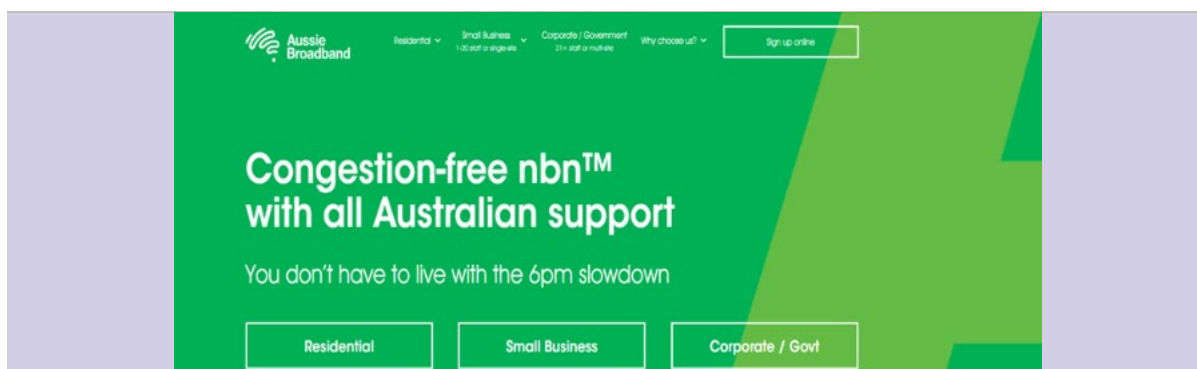 Aussie
Broadband
Residential
Small Business
1-20 staff or single-site
Corporate / Government
21+ staff or multi-site
Why choose us?
Sign up online
Congestion-free nbn™
with all Australian support
You don't have to live with the 6pm slowdown
Residential
Small Business
Corporate / Govt